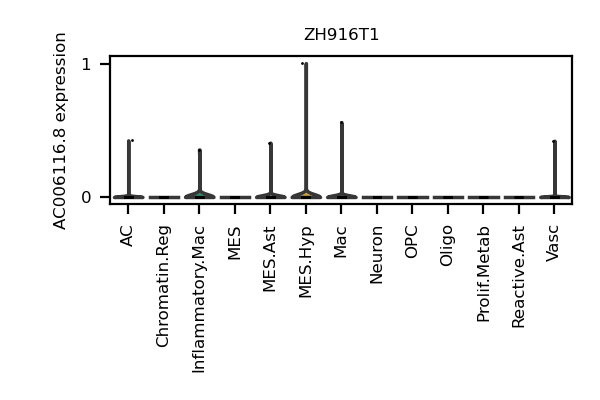 ZH916T1
AC006116.8 expression
1
0
AC
Chromatin.Reg
Inflammatory.Mac
MES
MES.Ast
MES.Hyp
Mac
Neuron
OPC
Oligo
Prolif.Metab
Reactive.Ast
Vasc